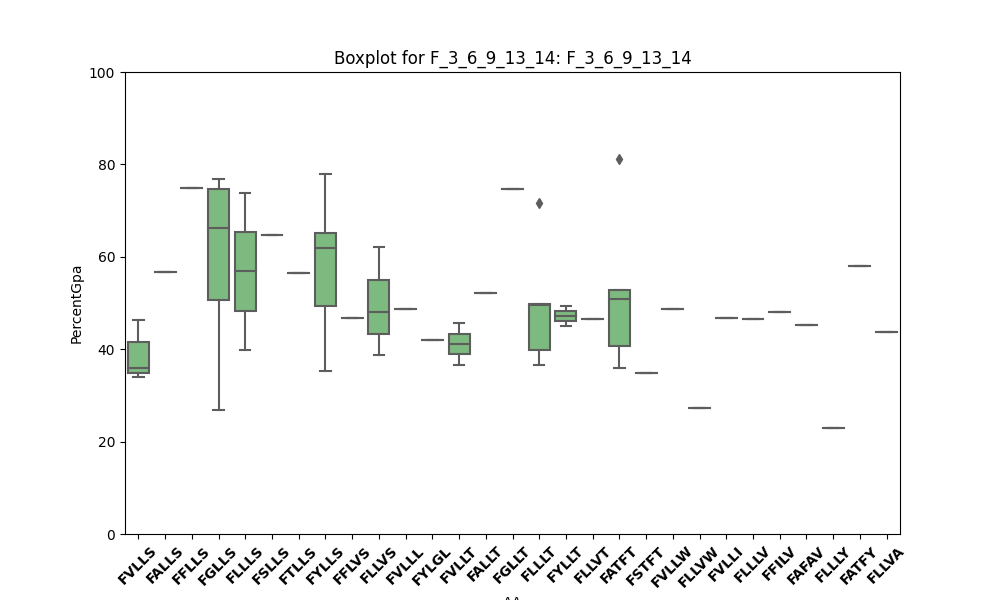 Boxplot for F_3_6_9_13_14: F_3_6_9_13_14
100
80
60
40
20
0
PercentGpa
FVLLS
FALLS
FFLLS
FGLLS
FLLLS
FSLLS
FTLLS
FYLLS
FFLVS
FLLVS
FVLLL
FYLGL
FVLLT
FALLT
FGLLT
FLLLT
FYLLT
FLLVT
FATFT
FSTFT
FVLLW
FLLVW
FVLLI
FLLLV
FFILV
FAFAV
FLLLY
FATFY
FLLVA